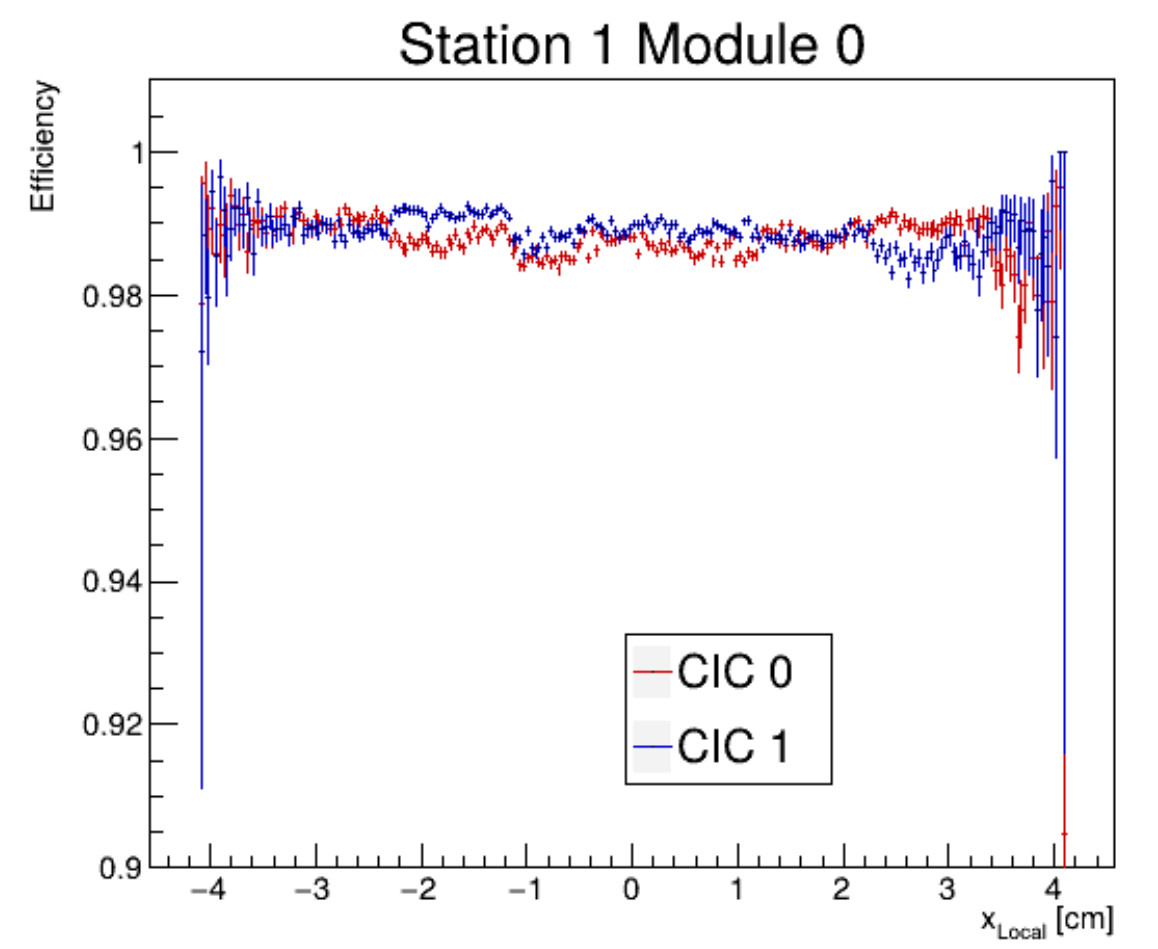 Station 1 Module 0
Efficiency
1
0.98
0.96
0.94
0.92
0.9
CIC 0
CIC 1
−4 −3 −2 −1 0 1 2 3 4
xLocal [cm]